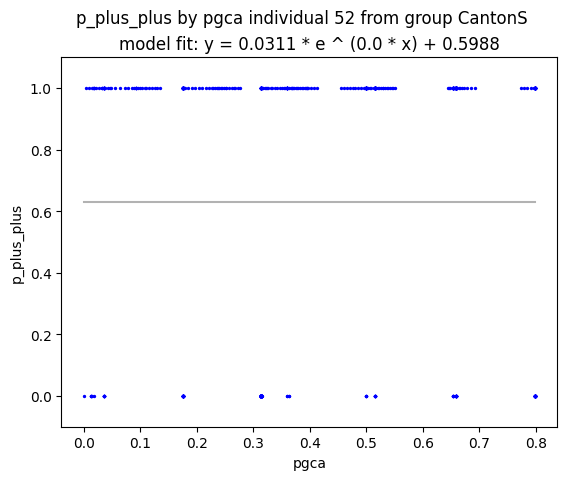 p_plus_plus by pgca individual 52 from group CantonS
model fit: y = 0.0311 * e ^ (0.0 * x) + 0.5988
1.0
0.8
0.6
0.4
0.2
0.0
p_plus_plus
0.0 0.1 0.2 0.3 0.4 0.5 0.6 0.7 0.8
pgca